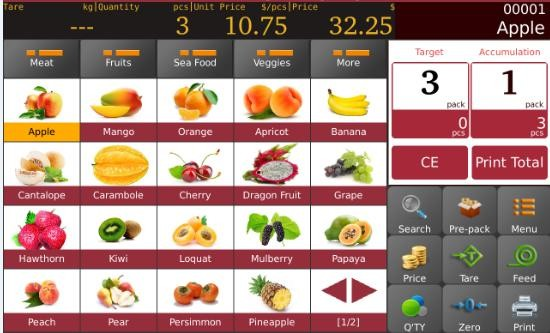 Tare kg|Quantity pcs|Unit Price $/pcs|Price $
--- 3 10.75 32.25
00001
Apple
Meat Fruits Sea Food Veggies More
Target Accumulation
3 1
pack pack
0 3
pcs pcs
Apple Mango Orange Apricot Banana
CE Print Total
Cantalope Carambole Cherry Dragon Fruit Grape
Search Pre-pack Menu
Hawthorn Kiwi Loquat Mulberry Papaya
Price Tare Feed
Peach Pear Persimmon Pineapple [1/2]
Q'TY Zero Print